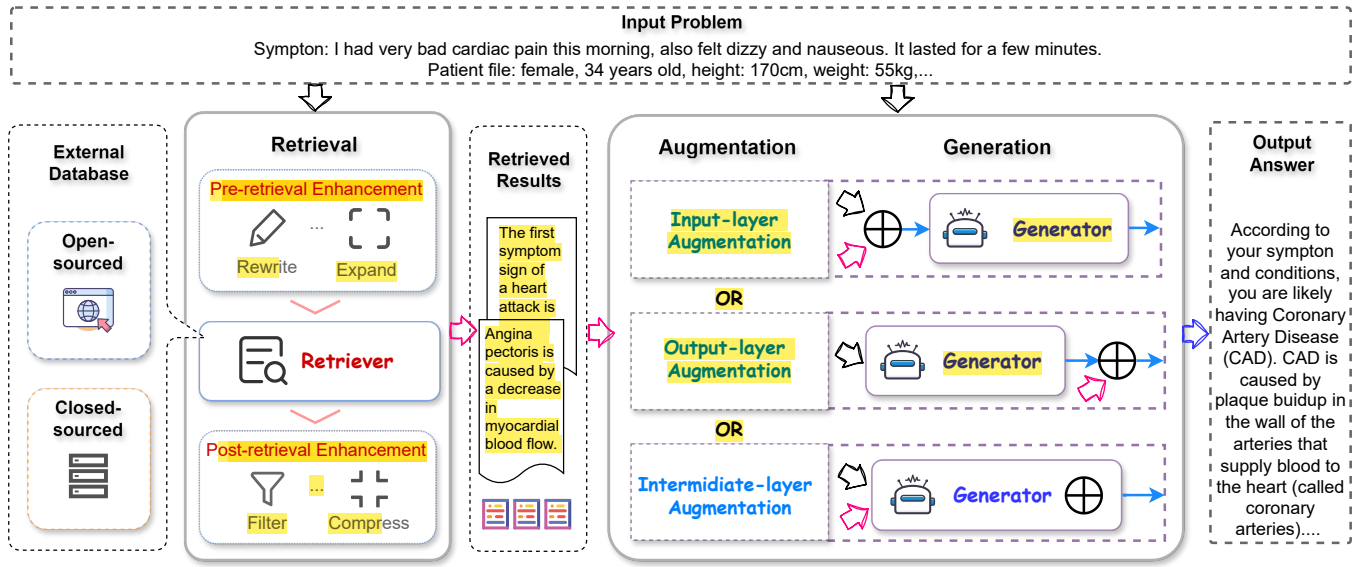 Input Problem
Sympton: I had very bad cardiac pain this morning, also felt dizzy and nauseous. It lasted for a few minutes.
Patient file: female, 34 years old, height: 170cm, weight: 55kg,...
External
Database
Open-
sourced
Closed-
sourced
Retrieval
Pre-retrieval Enhancement
...
Rewrite
Expand
Retriever
Post-retrieval Enhancement
...
Filter
Compress
Retrieved
Results
The first
symptom
sign of
a heart
attack is
Angina
pectoris is
caused by
a decrease
in
myocardial
blood flow.
Augmentation
Generation
Input-layer
Augmentation
Generator
OR
Output-layer
Augmentation
Generator
OR
Intermidiate-layer
Augmentation
Generator
Output
Answer
According to
your sympton
and conditions,
you are likely
having Coronary
Artery Disease
(CAD). CAD is
caused by
plaque buidup in
the wall of the
arteries that
supply blood to
the heart (called
coronary
arteries)....